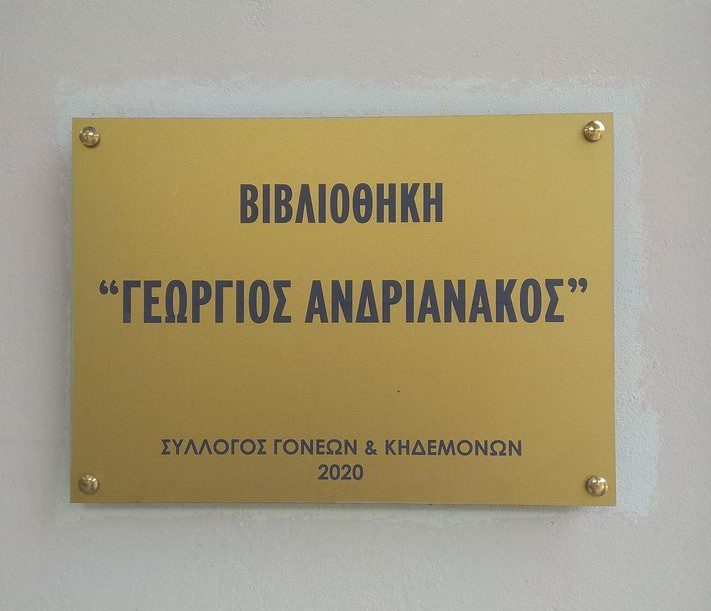 ΒΙΒΛΙΟΘΗΚΗ
“ΓΕΩΡΓΙΟΣ ΑΝΔΡΙΑΝΑΚΟΣ”
ΣΥΛΛΟΓΟΣ ΓΟΝΕΩΝ & ΚΗΔΕΜΟΝΩΝ
2020